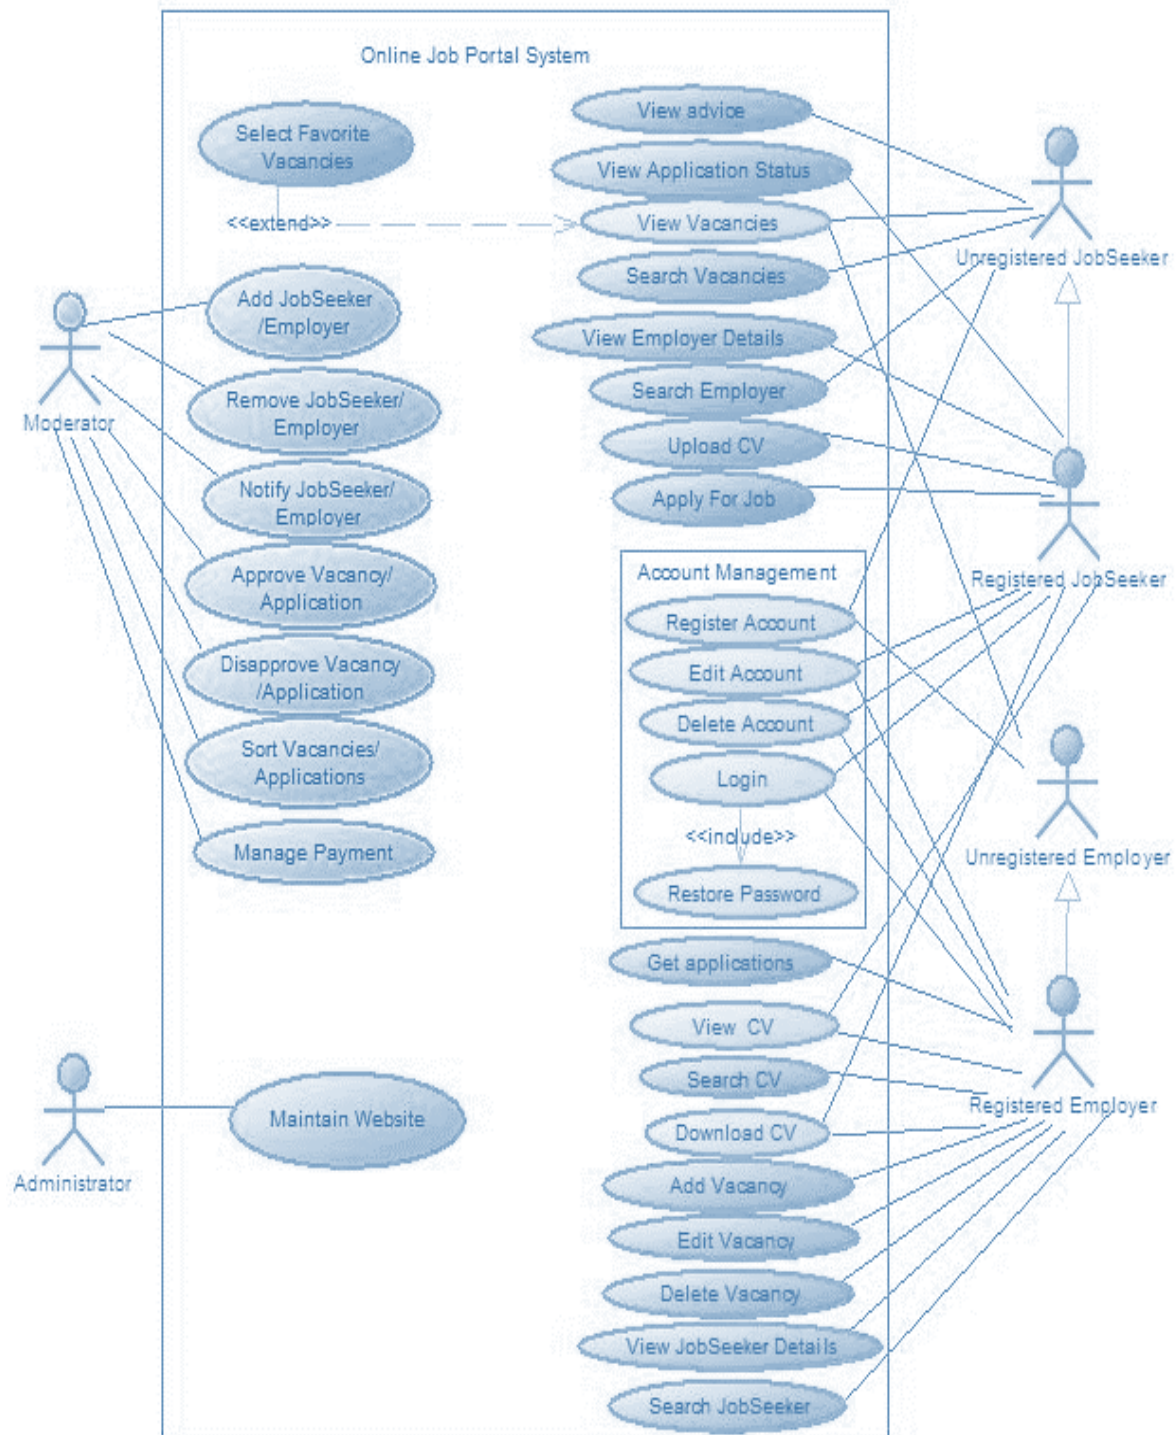 Online Job Portal System
Select Favorite
Vacancies
<<extend>>
Add JobSeeker
/Employer
Remove JobSeeker/
Employer
Notify JobSeeker/
Employer
Approve Vacancy/
Application
Disapprove Vacancy
/Application
Sort Vacancies/
Applications
Manage Payment
Maintain Website
Moderator
Administrator
View advice
View Application Status
View Vacancies
Search Vacancies
View Employer Details
Search Employer
Upload CV
Apply For Job
Account Management
Register Account
Edit Account
Delete Account
Login
<<include>>
Restore Password
Get applications
View CV
Search CV
Download CV
Add Vacancy
Edit Vacancy
Delete Vacancy
View JobSeeker Details
Search JobSeeker
Unregistered JobSeeker
Registered JobSeeker
Unregistered Employer
Registered Employer